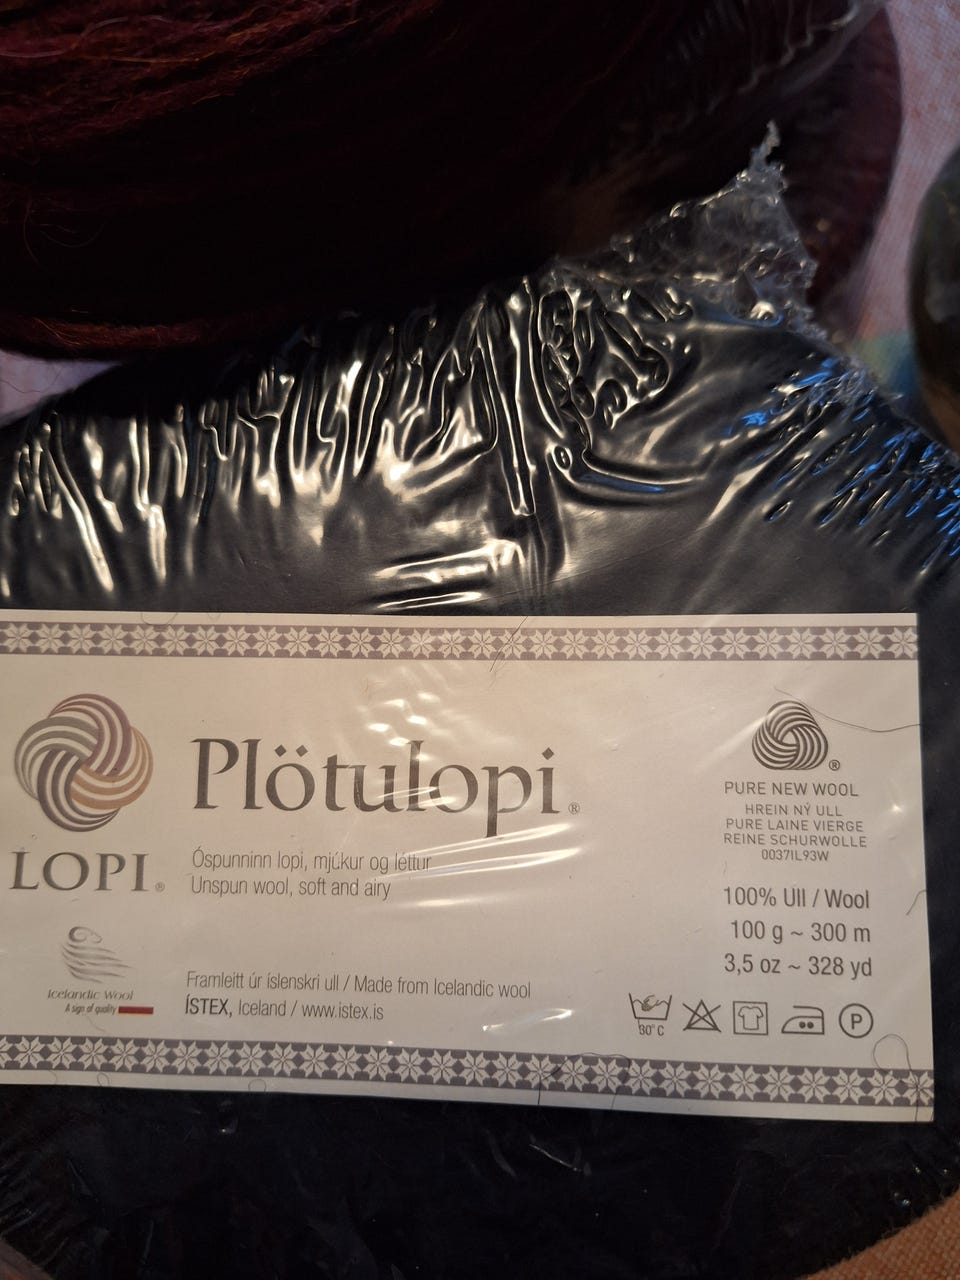 Plötulopi®
LOPI®
Óspunninn lopi, mjúkur og léttur
Unspun wool, soft and airy
Icelandic Wool
A sign of quality
Framleitt úr íslenskri ull / Made from Icelandic wool
ÍSTEX, Iceland / www.istex.is
®
PURE NEW WOOL
HREIN NÝ ULL
PURE LAINE VIERGE
REINE SCHURWOLLE
0037IL93W
100% Ull / Wool
100 g ~ 300 m
3,5 oz ~ 328 yd
30° C
P